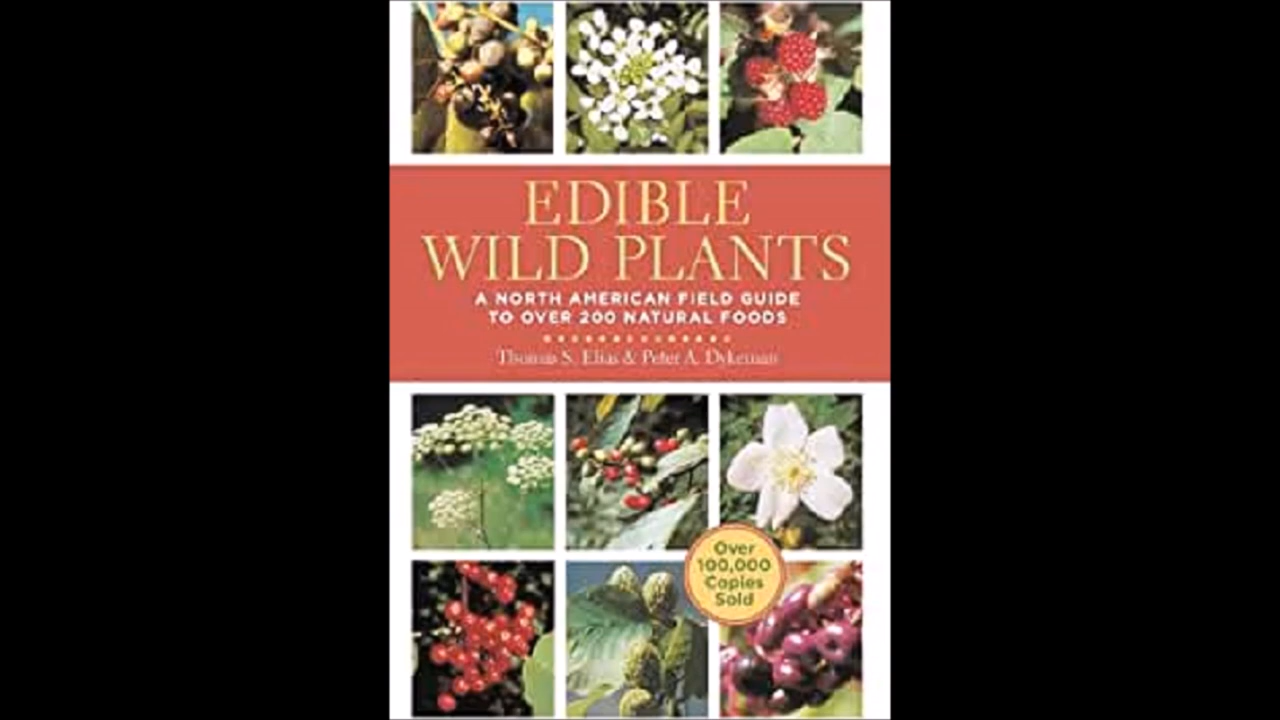 EDIBLE
WILD PLANTS
A NORTH AMERICAN FIELD GUIDE
TO OVER 200 NATURAL FOODS
Thomas S. Elias & Peter A. Dykeman
Over
100,000
Copies
Sold